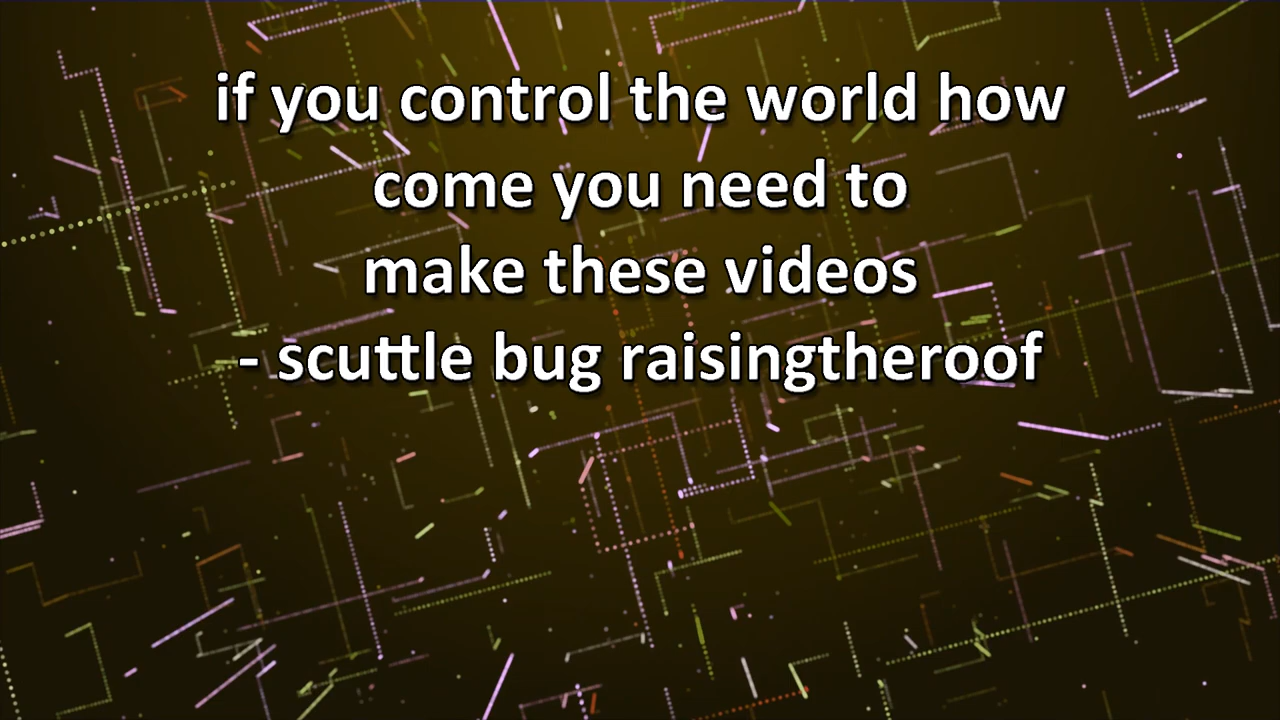 if you control the world how
come you need to
make these videos
- scuttle bug raisingtheroof